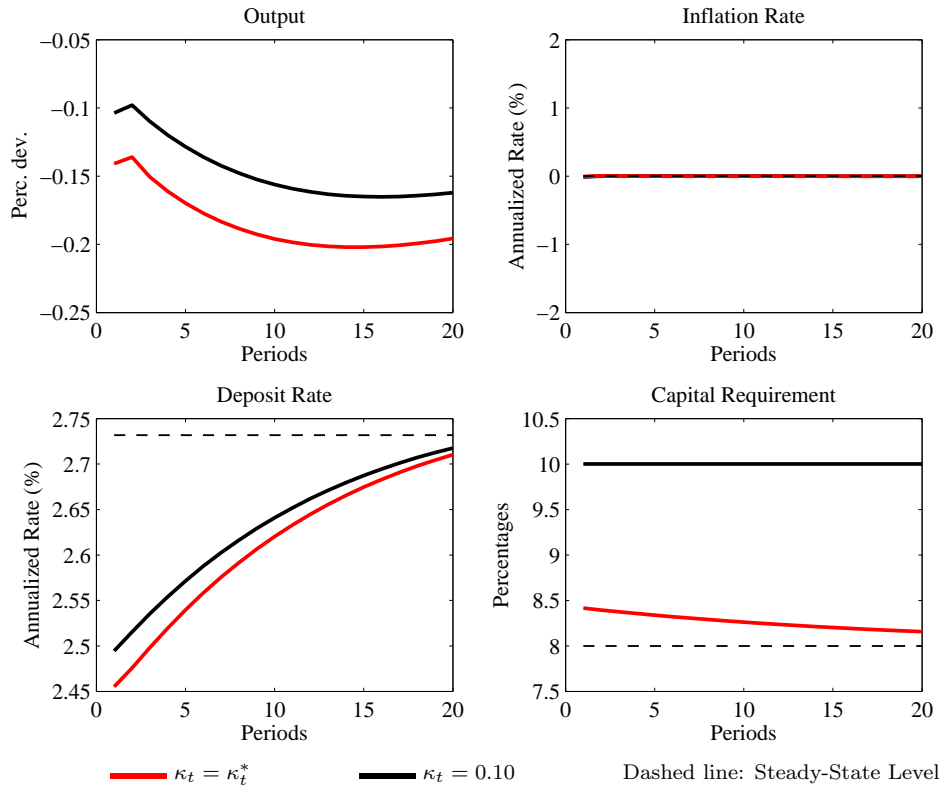 Output
Perc. dev.
−0.05
−0.1
−0.15
−0.2
−0.25
0 5 10 15 20
Periods
Inflation Rate
Annualized Rate (%)
2
1
0
−1
−2
0 5 10 15 20
Periods
Deposit Rate
Annualized Rate (%)
2.75
2.7
2.65
2.6
2.55
2.5
2.45
0 5 10 15 20
Periods
Capital Requirement
Percentages
10.5
10
9.5
9
8.5
8
7.5
0 5 10 15 20
Periods
κ_t = κ_t^*
κ_t = 0.10
Dashed line: Steady-State Level